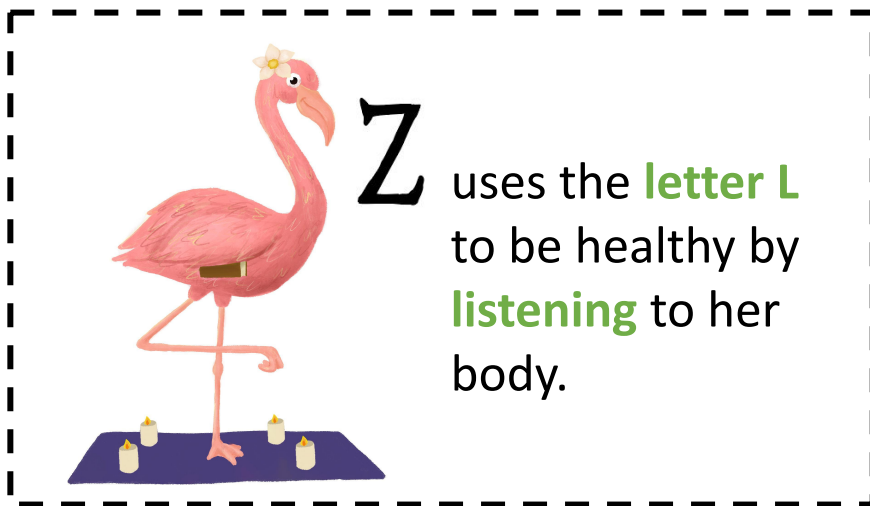 Z uses the letter L
to be healthy by
listening to her
body.